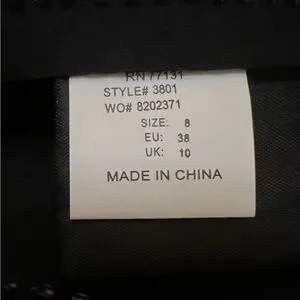 RN 77131
STYLE# 3801
WO# 8202371
SIZE: 8
EU: 38
UK: 10
MADE IN CHINA